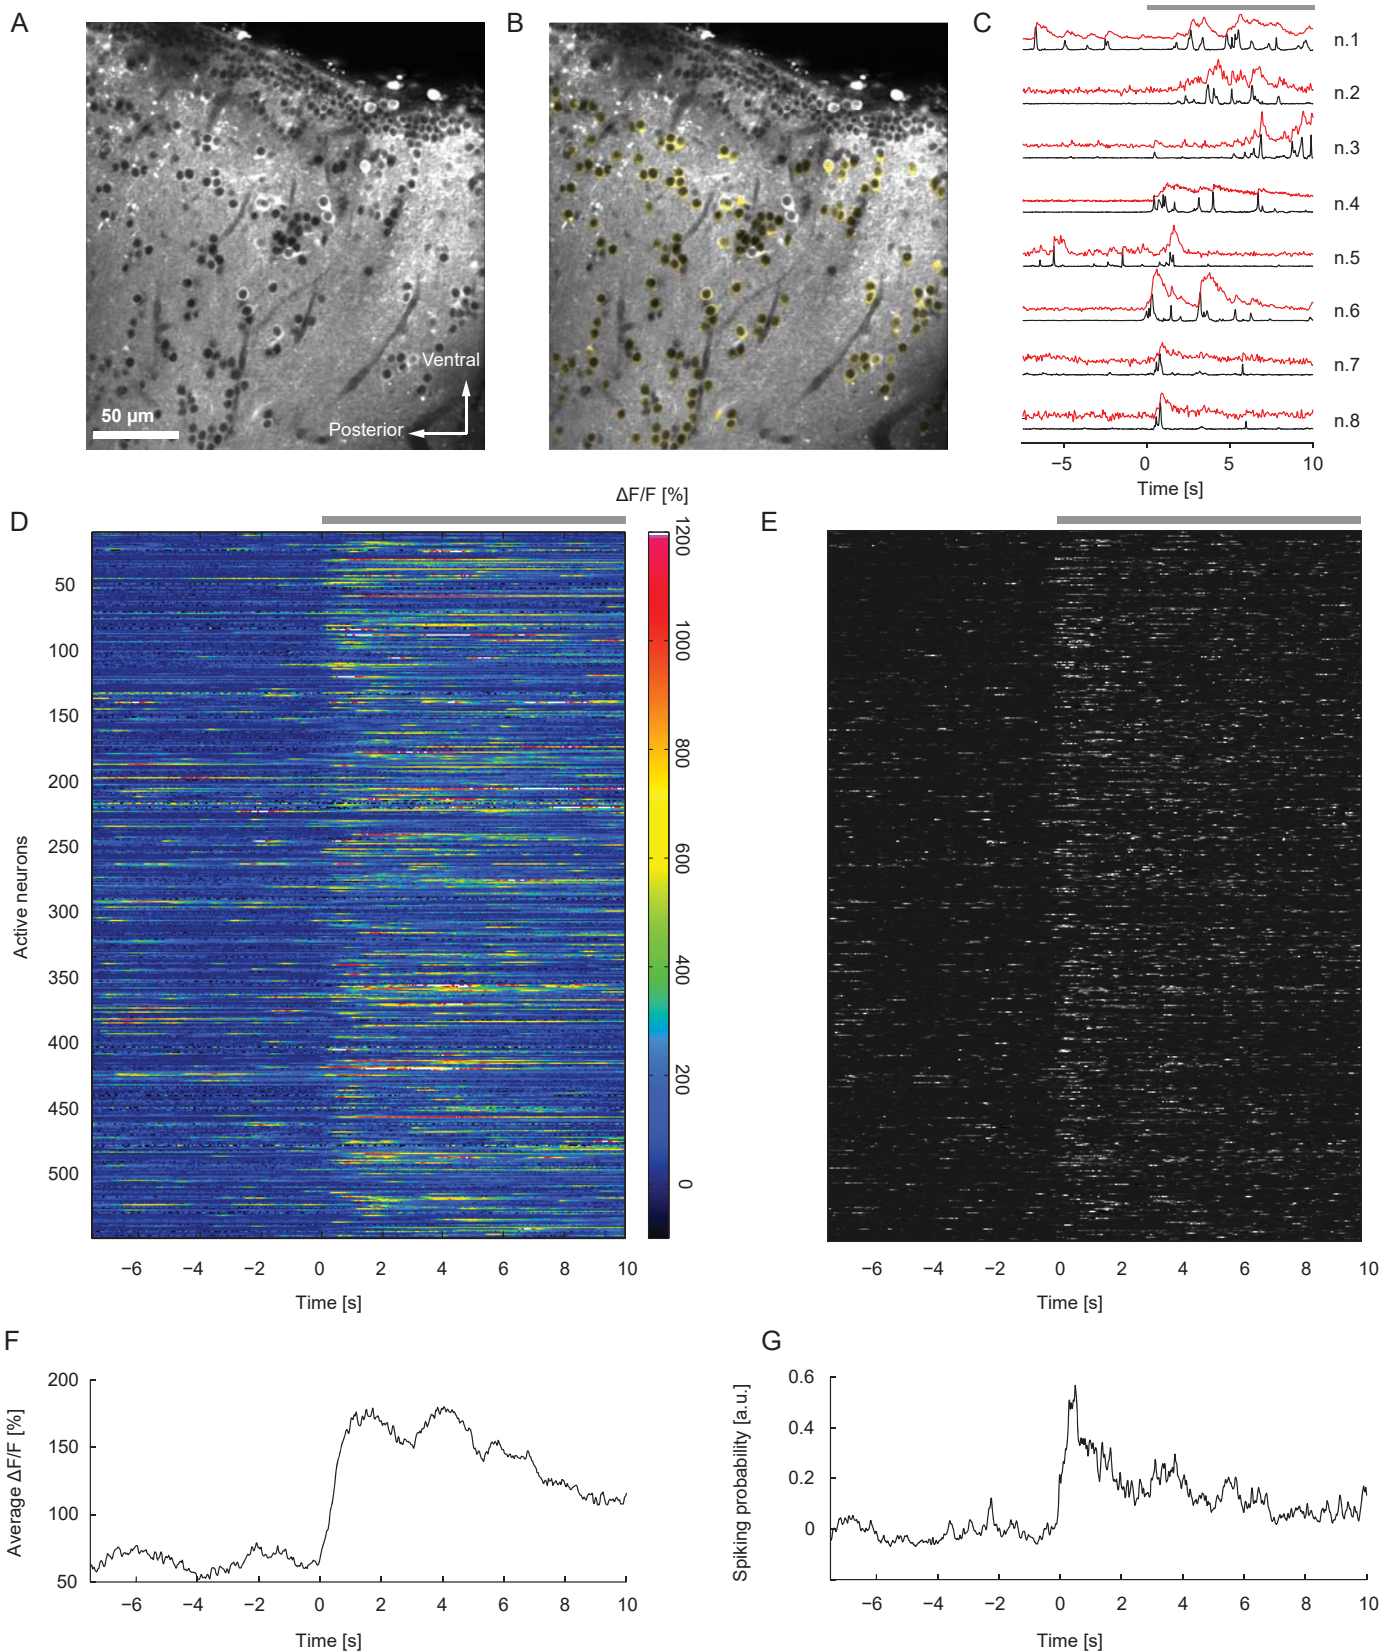 A
B
C
n.1
n.2
n.3
n.4
n.5
n.6
n.7
n.8
Ventral
Posterior
50 μm
−5 0 5 10
Time [s]
ΔF/F [%]
D
E
1200
1000
800
600
400
200
0
50
100
150
200
250
300
350
400
450
500
Active neurons
−6 −4 −2 0 2 4 6 8 10
Time [s]
−6 −4 −2 0 2 4 6 8 10
Time [s]
F
200
150
100
50
Average ΔF/F [%]
−6 −4 −2 0 2 4 6 8 10
Time [s]
G
0.6
0.4
0.2
0
Spiking probability [a.u.]
−6 −4 −2 0 2 4 6 8 10
Time [s]